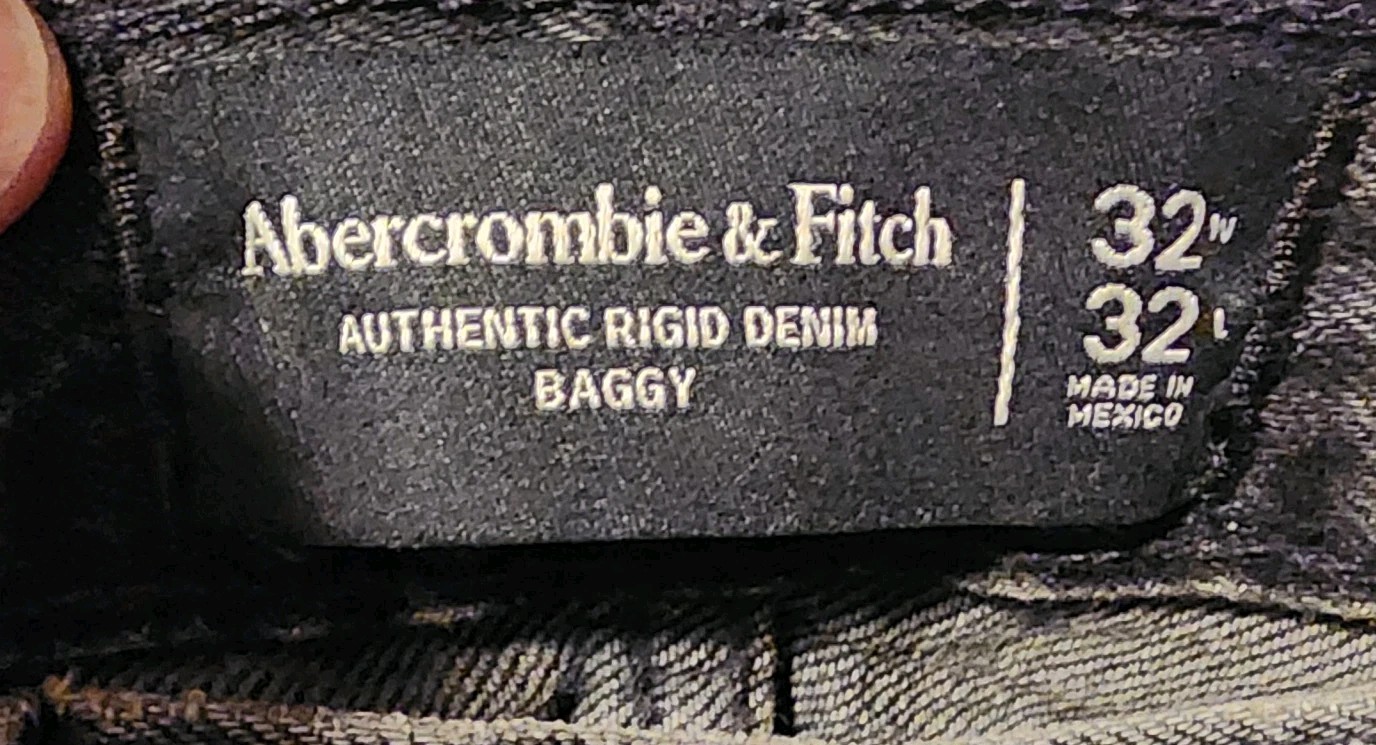 Abercrombie & Fitch
AUTHENTIC RIGID DENIM
BAGGY
32W
32L
MADE IN
MEXICO